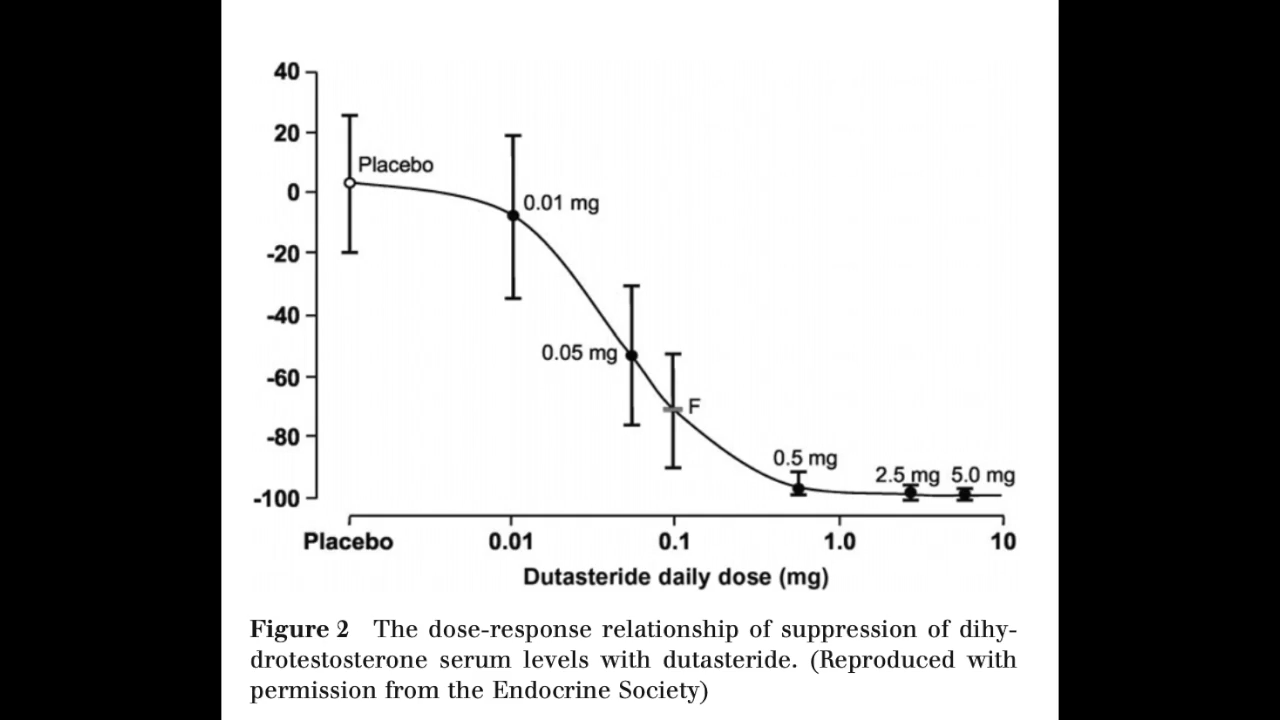 40
20
Placebo
0
0.01 mg
-20
-40
0.05 mg
-60
F
-80
0.5 mg
2.5 mg 5.0 mg
-100
Placebo 0.01 0.1 1.0 10
Dutasteride daily dose (mg)
Figure 2 The dose-response relationship of suppression of dihy-
drotestosterone serum levels with dutasteride. (Reproduced with
permission from the Endocrine Society)